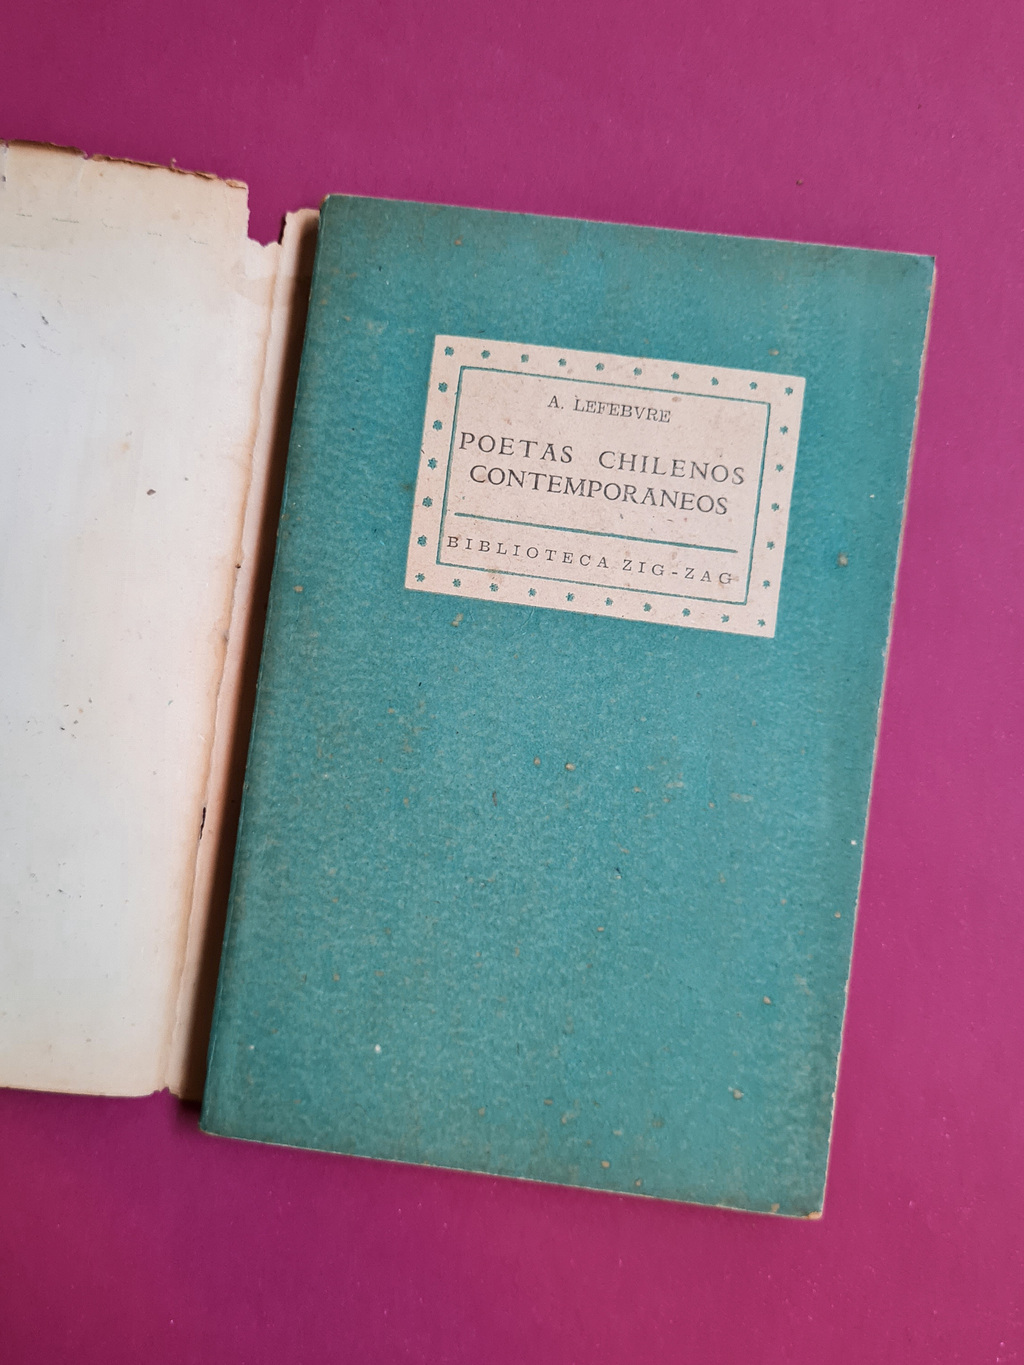 A. LEFEBVRE
POETAS CHILENOS
CONTEMPORANEOS
BIBLIOTECA ZIG-ZAG